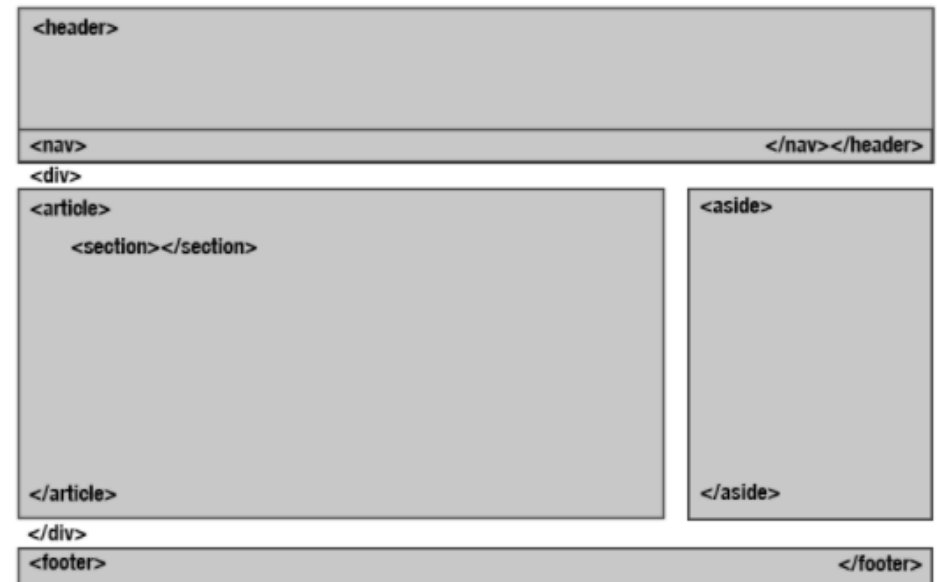 <header>
<nav> </nav></header>
<div>
<article>
<section></section>
</article>
<aside>
</aside>
</div>
<footer> </footer>